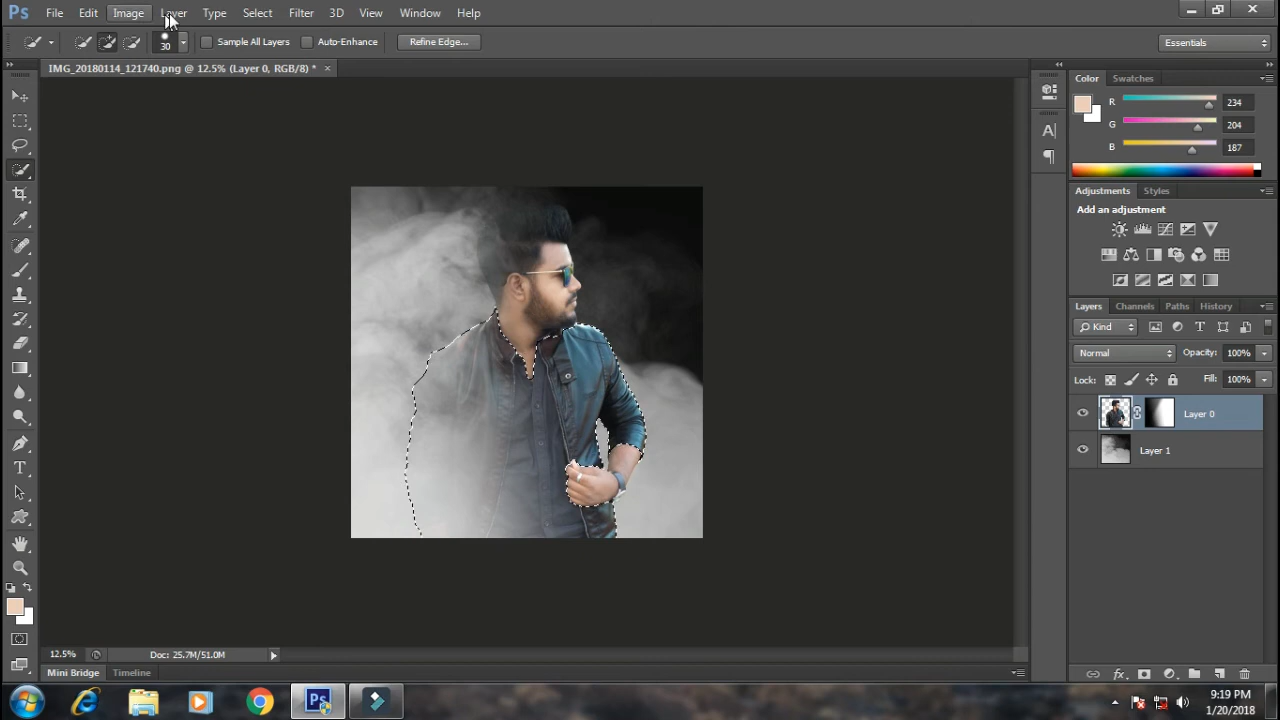 Ps File Edit Image Layer Type Select Filter 3D View Window Help
30 Sample All Layers Auto-Enhance Refine Edge... Essentials
IMG_20180114_121740.png @ 12.5% (Layer 0, RGB/8) * ×
Color Swatches
R 234
G 204
B 187
Adjustments Styles
Add an adjustment
Layers Channels Paths History
Kind
Normal Opacity: 100%
Lock: Fill: 100%
Layer 0
Layer 1
12.5% Doc: 25.7M/51.0M
Mini Bridge Timeline
Ps 9:19 PM
1/20/2018